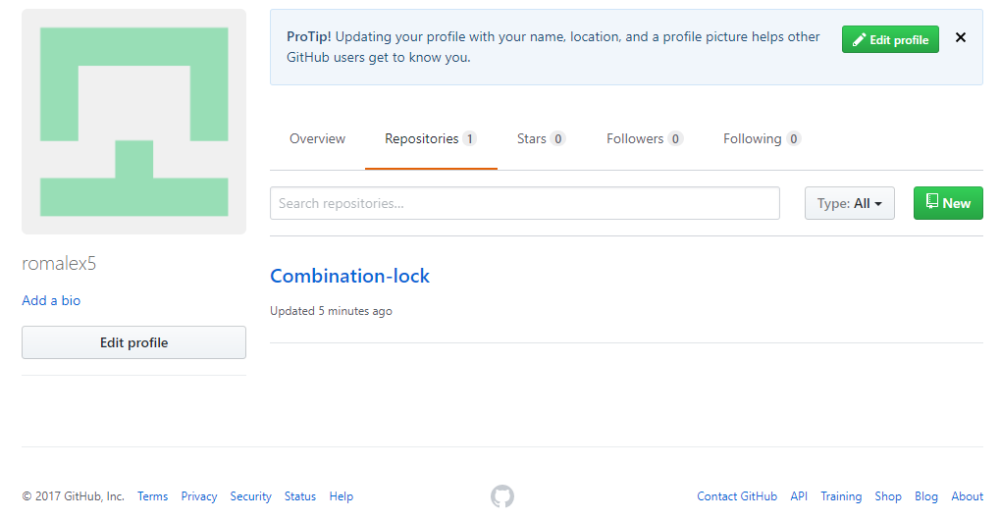 ProTip! Updating your profile with your name, location, and a profile picture helps other
GitHub users get to know you.
Edit profile
Overview Repositories 1 Stars 0 Followers 0 Following 0
Search repositories...
Type: All
New
romalex5
Add a bio
Edit profile
Combination-lock
Updated 5 minutes ago
© 2017 GitHub, Inc. Terms Privacy Security Status Help
Contact GitHub API Training Shop Blog About